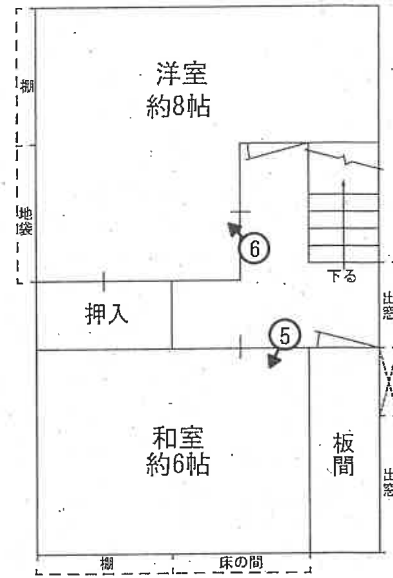 洋室
約8帖
棚
地袋
⑥
下る
押入
出窓
⑤
和室
約6帖
板間
出窓
棚
床の間